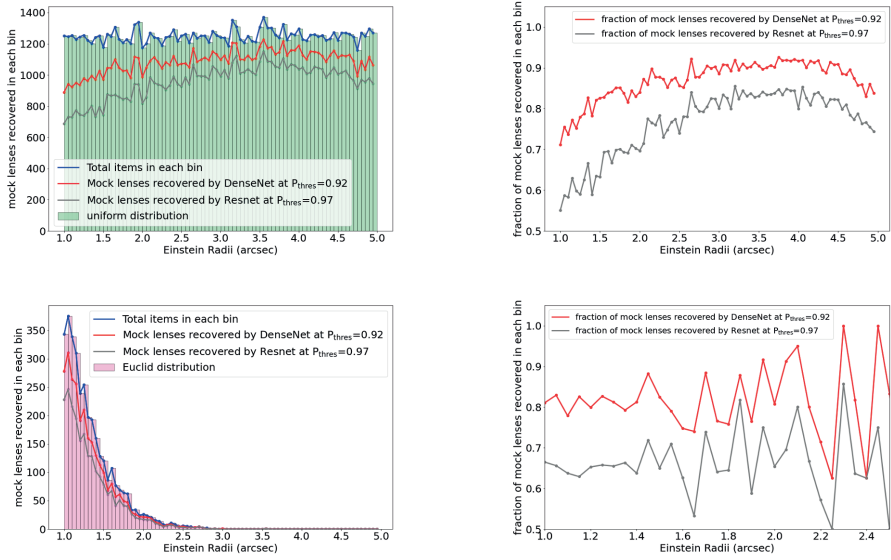 mock lenses recovered in each bin
1400
1200
1000
800
600
400
200
0
Total items in each bin
Mock lenses recovered by DenseNet at Pthres=0.92
Mock lenses recovered by Resnet at Pthres=0.97
uniform distribution
1.0 1.5 2.0 2.5 3.0 3.5 4.0 4.5 5.0
Einstein Radii (arcsec)
fraction of mock lenses recovered in each bin
1.0
0.9
0.8
0.7
0.6
0.5
fraction of mock lenses recovered by DenseNet at Pthres=0.92
fraction of mock lenses recovered by Resnet at Pthres=0.97
1.0 1.5 2.0 2.5 3.0 3.5 4.0 4.5 5.0
Einstein Radii (arcsec)
mock lenses recovered in each bin
350
300
250
200
150
100
50
0
Total items in each bin
Mock lenses recovered by DenseNet at Pthres=0.92
Mock lenses recovered by Resnet at Pthres=0.97
Euclid distribution
1.0 1.5 2.0 2.5 3.0 3.5 4.0 4.5 5.0
Einstein Radii (arcsec)
fraction of mock lenses recovered in each bin
1.0
0.9
0.8
0.7
0.6
0.5
fraction of mock lenses recovered by DenseNet at Pthres=0.92
fraction of mock lenses recovered by Resnet at Pthres=0.97
1.0 1.2 1.4 1.6 1.8 2.0 2.2 2.4
Einstein Radii (arcsec)